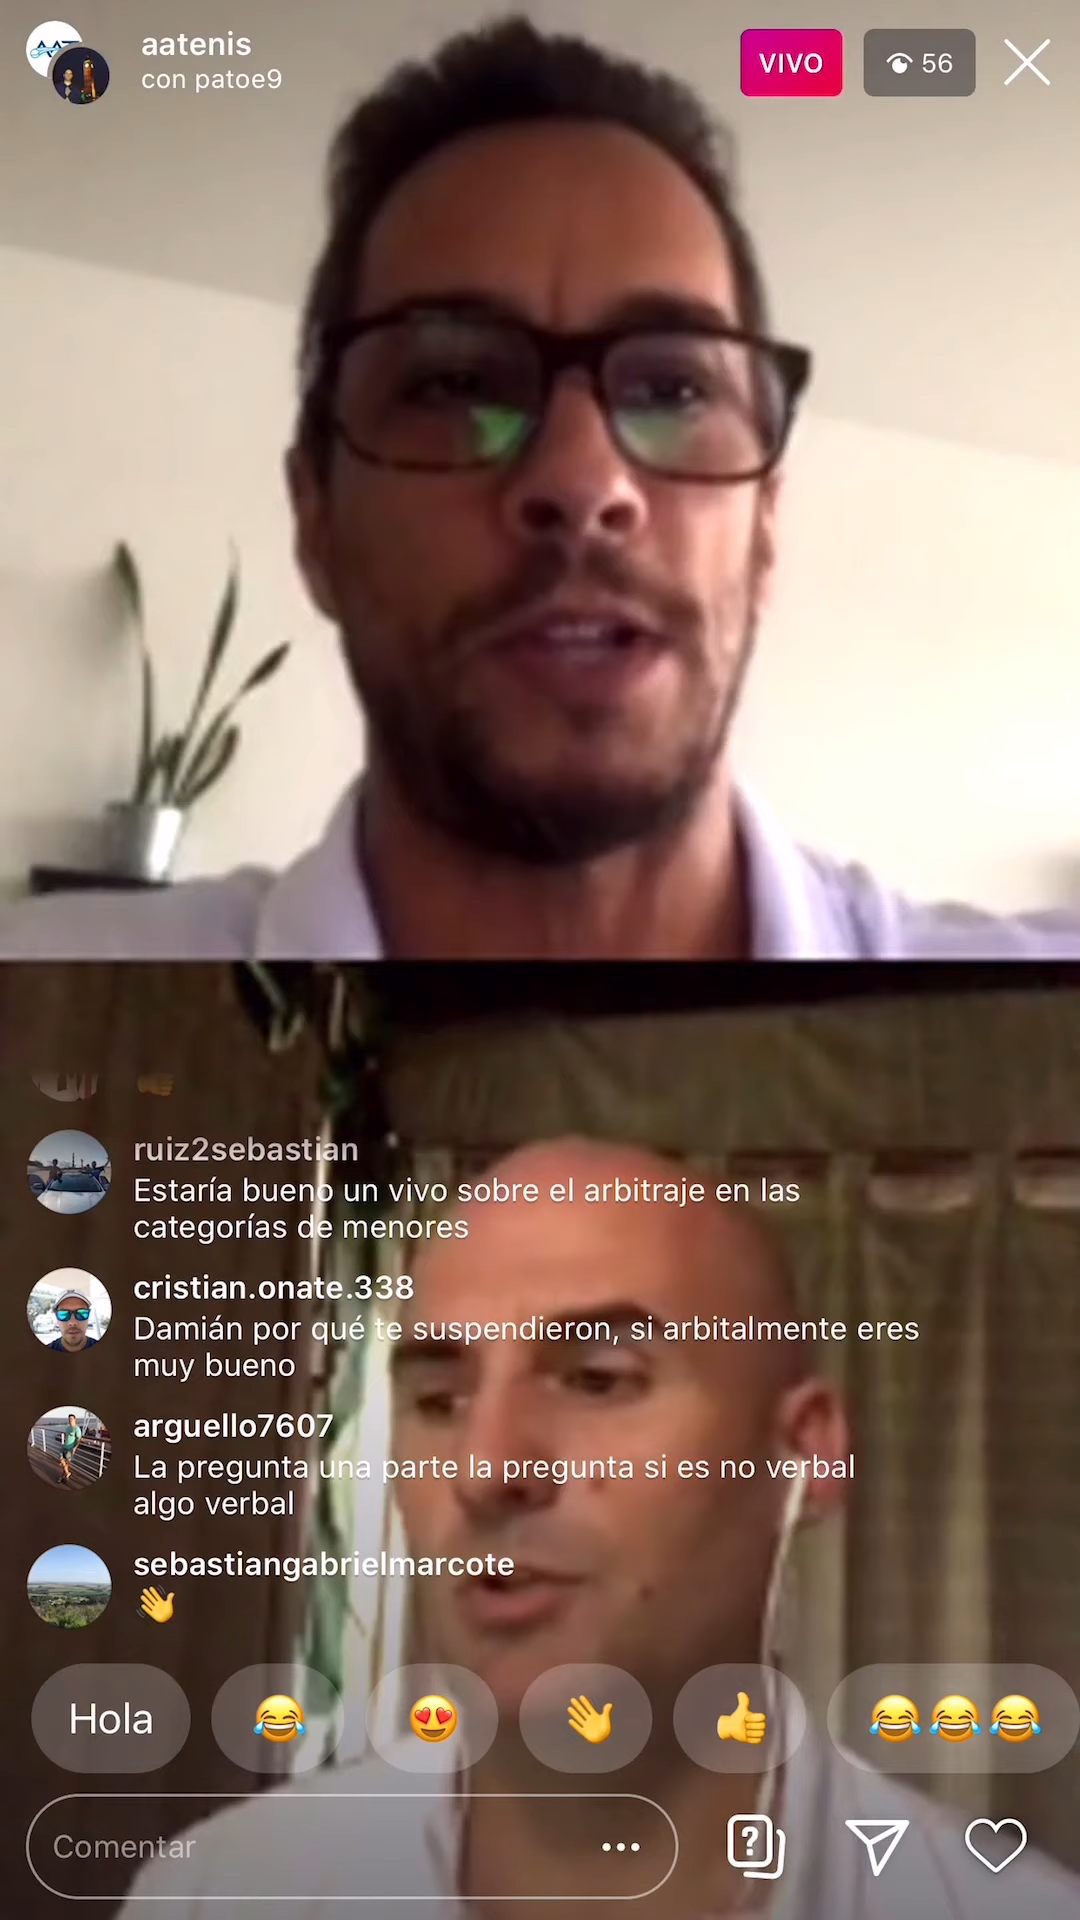 aatenis
con patoe9
VIVO
56
ruiz2sebastian
Estaría bueno un vivo sobre el arbitraje en las
categorías de menores
cristian.onate.338
Damián por qué te suspendieron, si arbitalmente eres
muy bueno
arguello7607
La pregunta una parte la pregunta si es no verbal
algo verbal
sebastiangabrielmarcote
👋
Hola 😂 😍 👋 👍 😂😂😂
Comentar